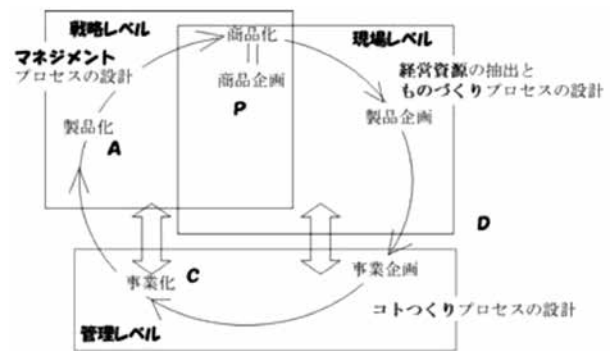 戦略レベル
商品化
現場レベル
マネジメント
プロセスの設計
商品企画
経営資源の抽出と
ものづくりプロセスの設計
P
製品化
製品企画
A
D
事業化
C
事業企画
コトつくりプロセスの設計
管理レベル